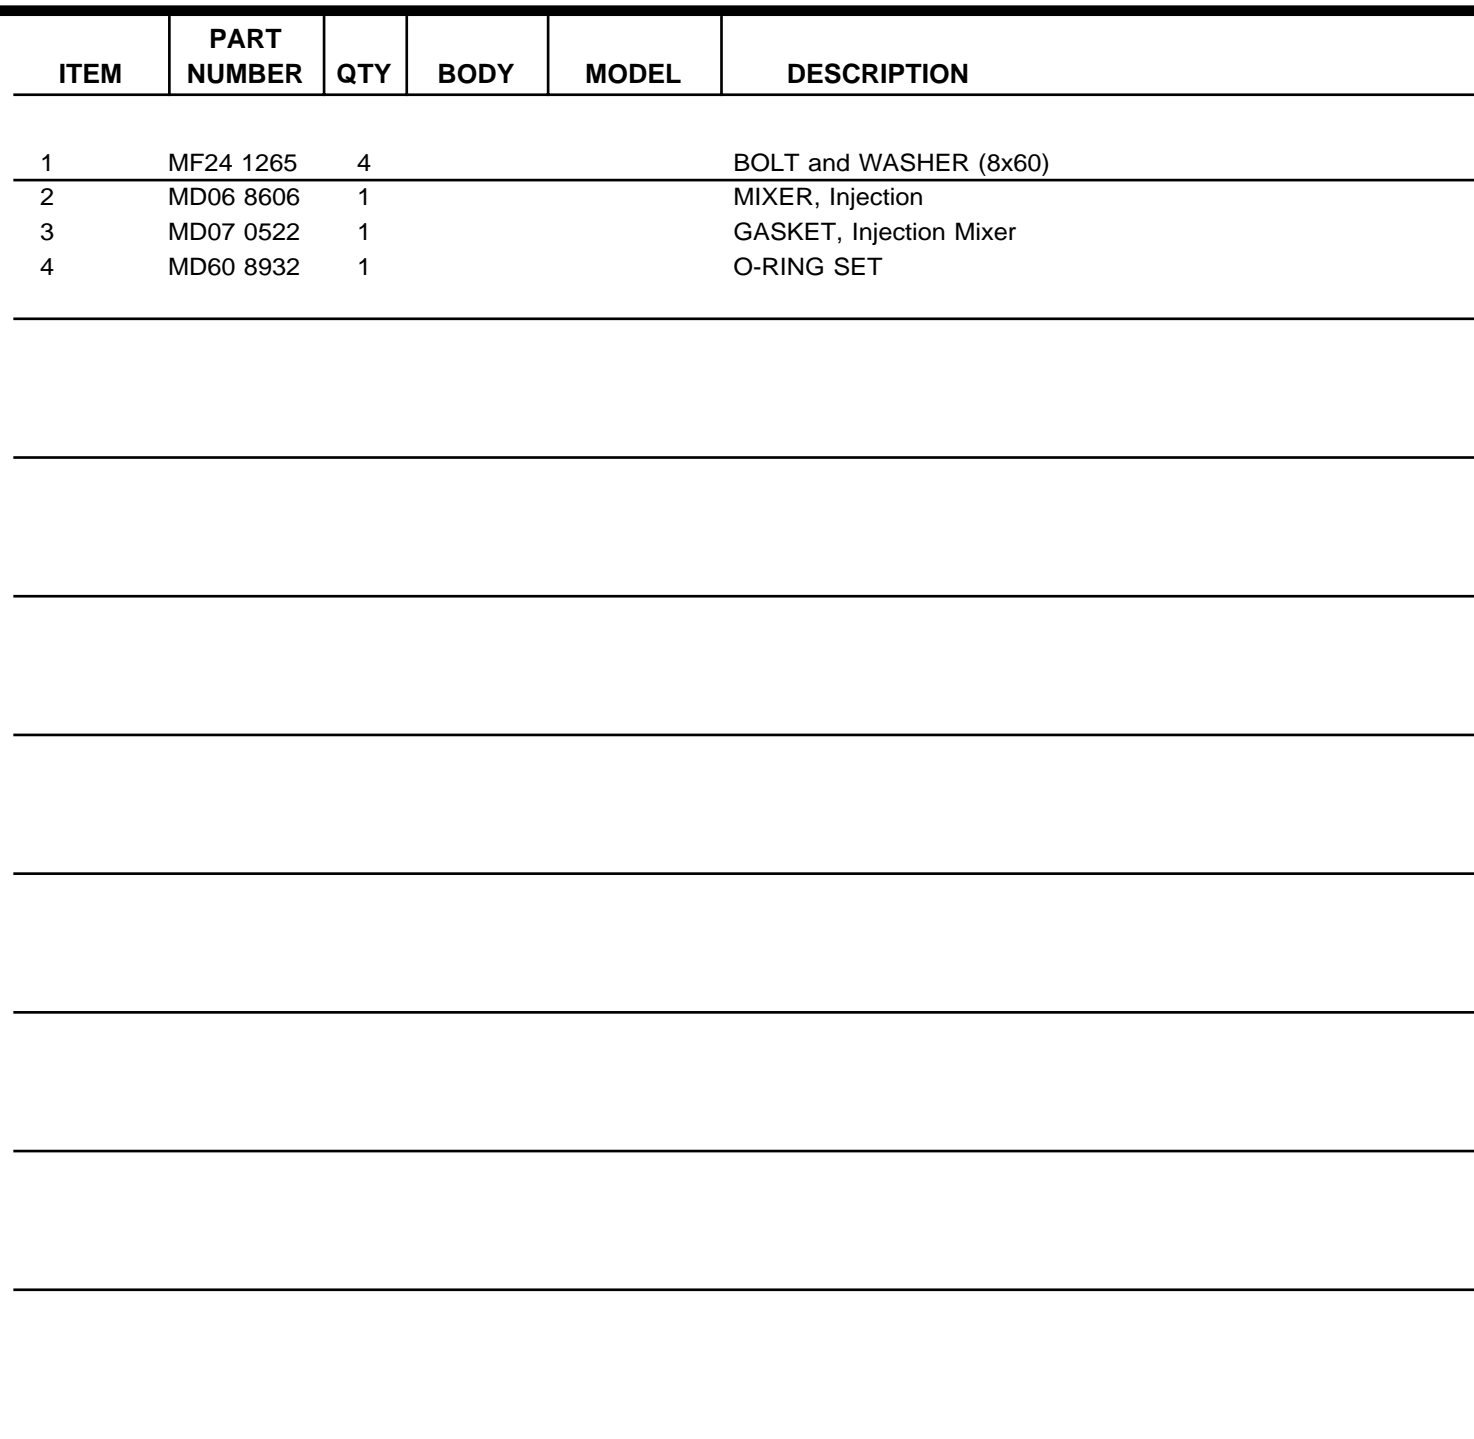 PART
ITEM NUMBER QTY BODY MODEL DESCRIPTION
1 MF24 1265 4 BOLT and WASHER (8x60)
2 MD06 8606 1 MIXER, Injection
3 MD07 0522 1 GASKET, Injection Mixer
4 MD60 8932 1 O-RING SET